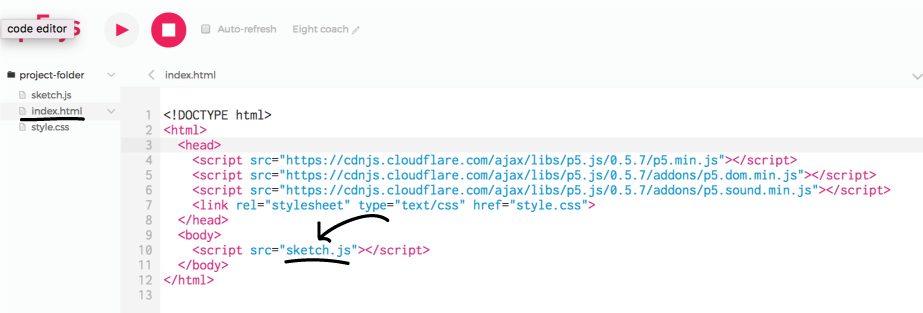 code editor
Auto-refresh
Eight coach
project-folder
index.html
sketch.js
index.html
style.css
1 <!DOCTYPE html>
2 <html>
3 <head>
4 <script src="https://cdnjs.cloudflare.com/ajax/libs/p5.js/0.5.7/p5.min.js"></script>
5 <script src="https://cdnjs.cloudflare.com/ajax/libs/p5.js/0.5.7/addons/p5.dom.min.js"></script>
6 <script src="https://cdnjs.cloudflare.com/ajax/libs/p5.js/0.5.7/addons/p5.sound.min.js"></script>
7 <link rel="stylesheet" type="text/css" href="style.css">
8 </head>
9 <body>
10 <script src="sketch.js"></script>
11 </body>
12 </html>
13